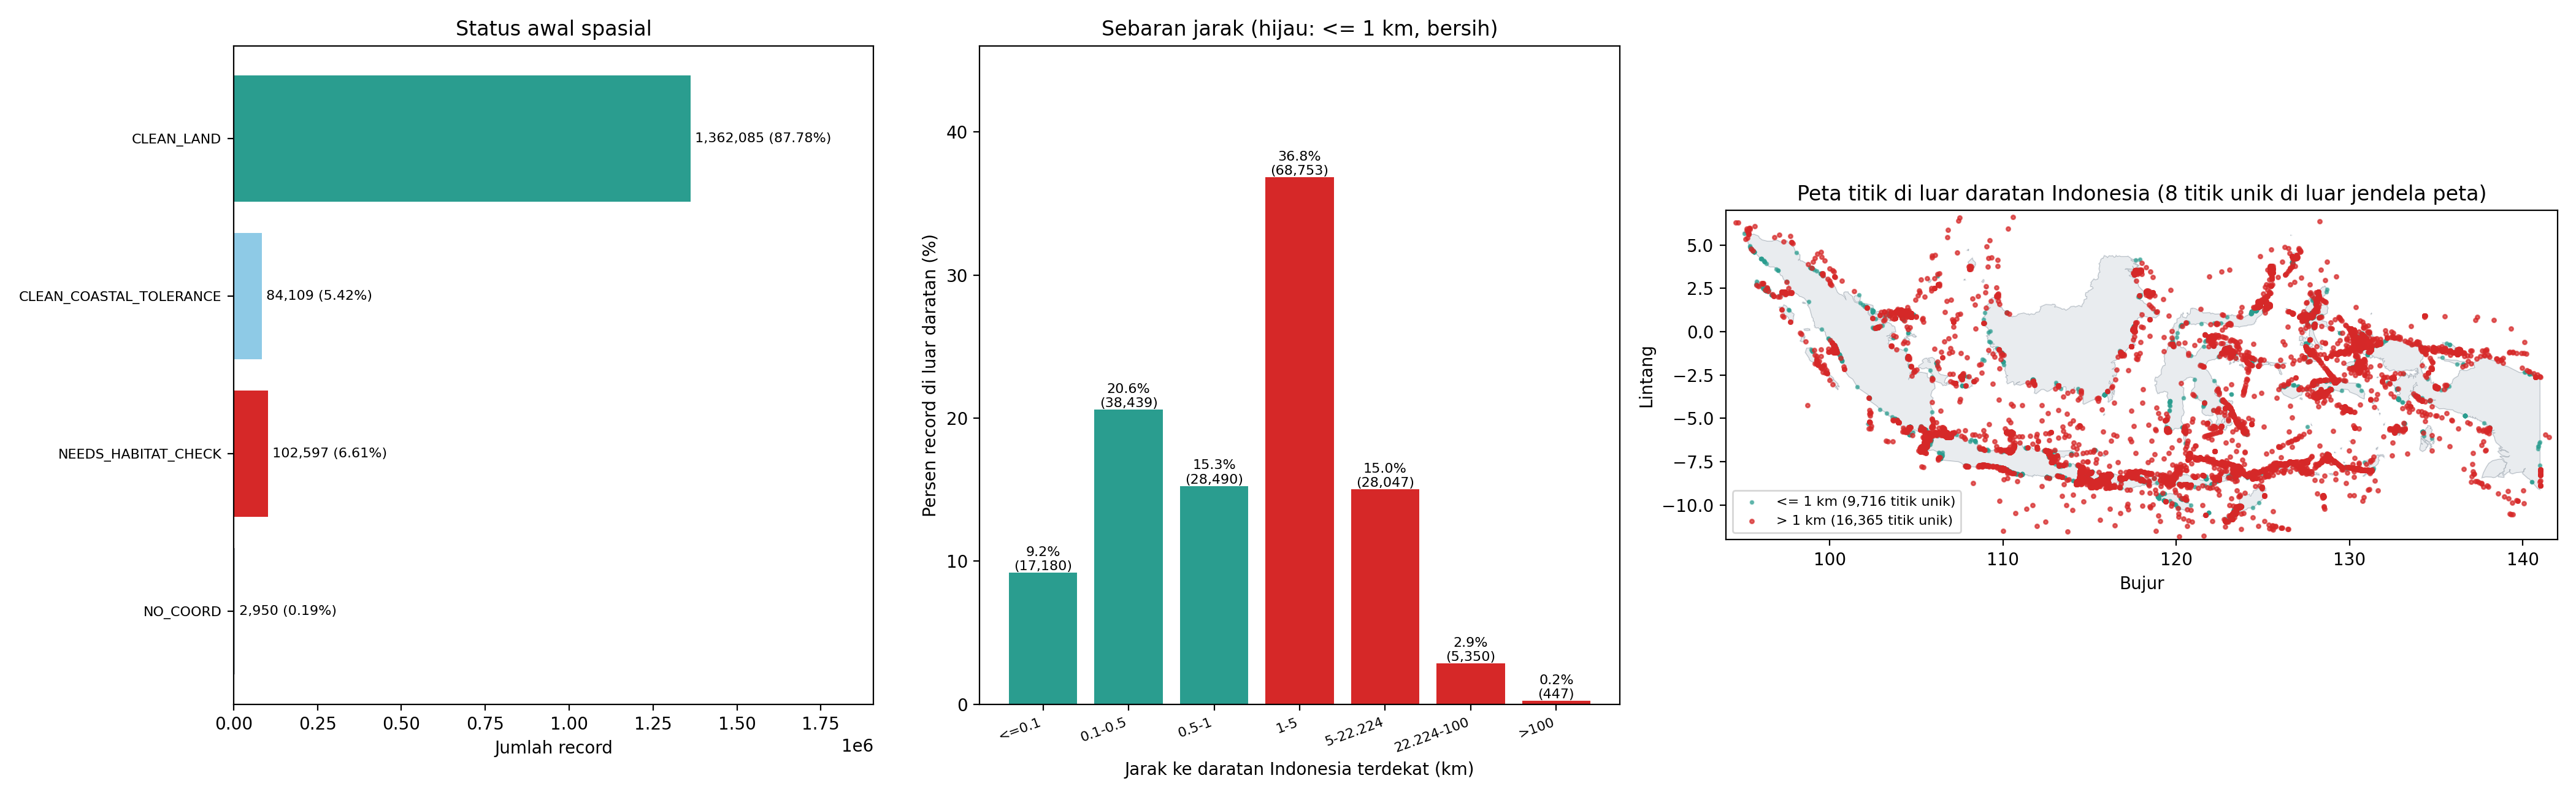 Status awal spasial
CLEAN_LAND
1,362,085 (87.78%)
CLEAN_COASTAL_TOLERANCE
84,109 (5.42%)
NEEDS_HABITAT_CHECK
102,597 (6.61%)
NO_COORD
2,950 (0.19%)
0.00 0.25 0.50 0.75 1.00 1.25 1.50 1.75
1e6
Jumlah record
Sebaran jarak (hijau: <= 1 km, bersih)
Persen record di luar daratan (%)
40
30
20
10
0
9.2%
(17,180)
20.6%
(38,439)
15.3%
(28,490)
36.8%
(68,753)
15.0%
(28,047)
2.9%
(5,350)
0.2%
(447)
<=0.1 0.1-0.5 0.5-1 1-5 5-22.224 22.224-100 >100
Jarak ke daratan Indonesia terdekat (km)
Peta titik di luar daratan Indonesia (8 titik unik di luar jendela peta)
Lintang
5.0
2.5
0.0
−2.5
−5.0
−7.5
−10.0
<= 1 km (9,716 titik unik)
> 1 km (16,365 titik unik)
100 110 120 130 140
Bujur